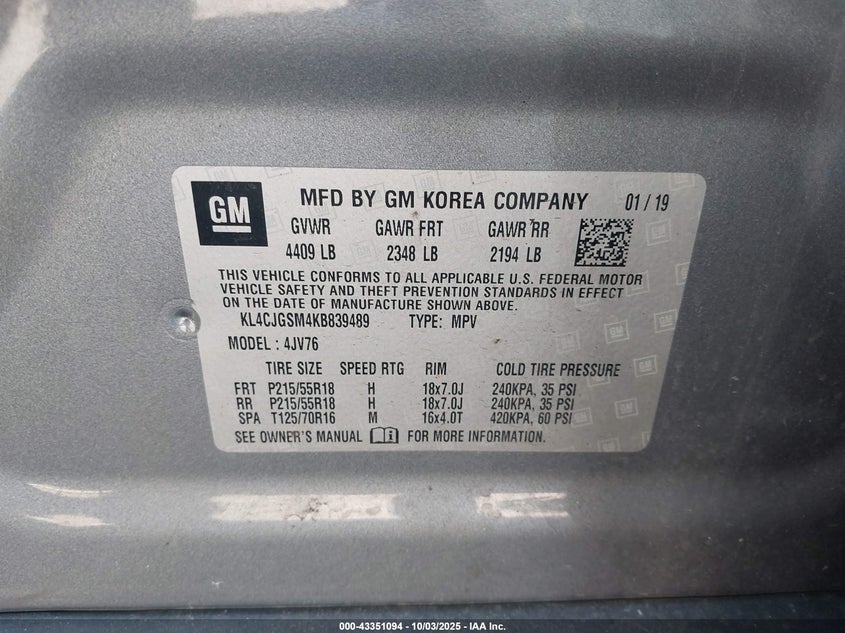 GM MFD BY GM KOREA COMPANY 01 / 19
GVWR GAWR FRT GAWR RR
4409 LB 2348 LB 2194 LB
THIS VEHICLE CONFORMS TO ALL APPLICABLE U.S. FEDERAL MOTOR
VEHICLE SAFETY AND THEFT PREVENTION STANDARDS IN EFFECT
ON THE DATE OF MANUFACTURE SHOWN ABOVE.
KL4CJGSM4KB839489 TYPE: MPV
MODEL : 4JV76
TIRE SIZE SPEED RTG RIM COLD TIRE PRESSURE
FRT P215/55R18 H 18x7.0J 240KPA, 35 PSI
RR P215/55R18 H 18x7.0J 240KPA, 35 PSI
SPA T125/70R16 M 16x4.0T 420KPA, 60 PSI
SEE OWNER'S MANUAL FOR MORE INFORMATION.
000-43351094 - 10/03/2025 - IAA Inc.